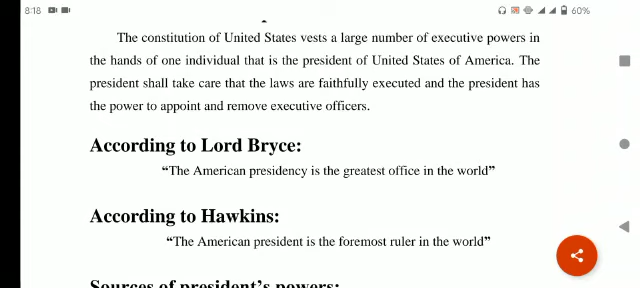 8:18
60%
The constitution of United States vests a large number of executive powers in
the hands of one individual that is the president of United States of America. The
president shall take care that the laws are faithfully executed and the president has
the power to appoint and remove executive officers.
According to Lord Bryce:
“The American presidency is the greatest office in the world”
According to Hawkins:
“The American president is the foremost ruler in the world”
Sources of president’s powers: